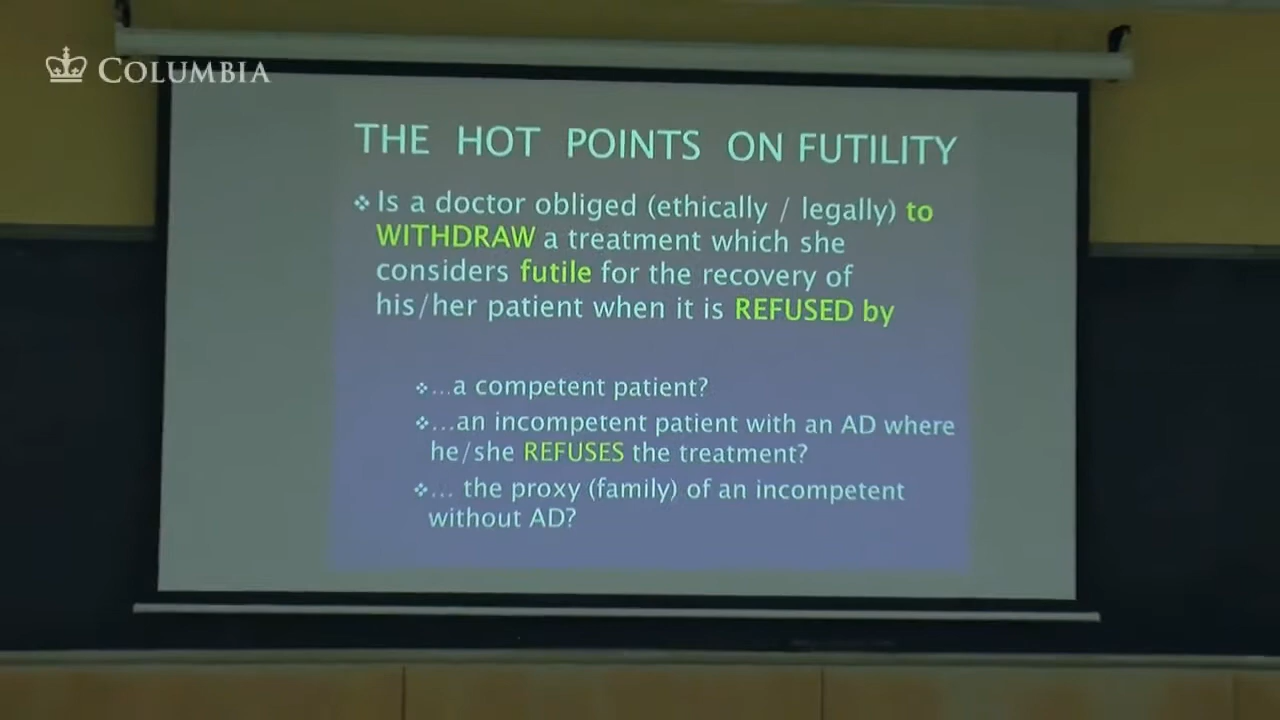 COLUMBIA
THE HOT POINTS ON FUTILITY
❖ Is a doctor obliged (ethically / legally) to
WITHDRAW a treatment which she
considers futile for the recovery of
his/her patient when it is REFUSED by
❖ ...a competent patient?
❖ ...an incompetent patient with an AD where
he/she REFUSES the treatment?
❖ ... the proxy (family) of an incompetent
without AD?